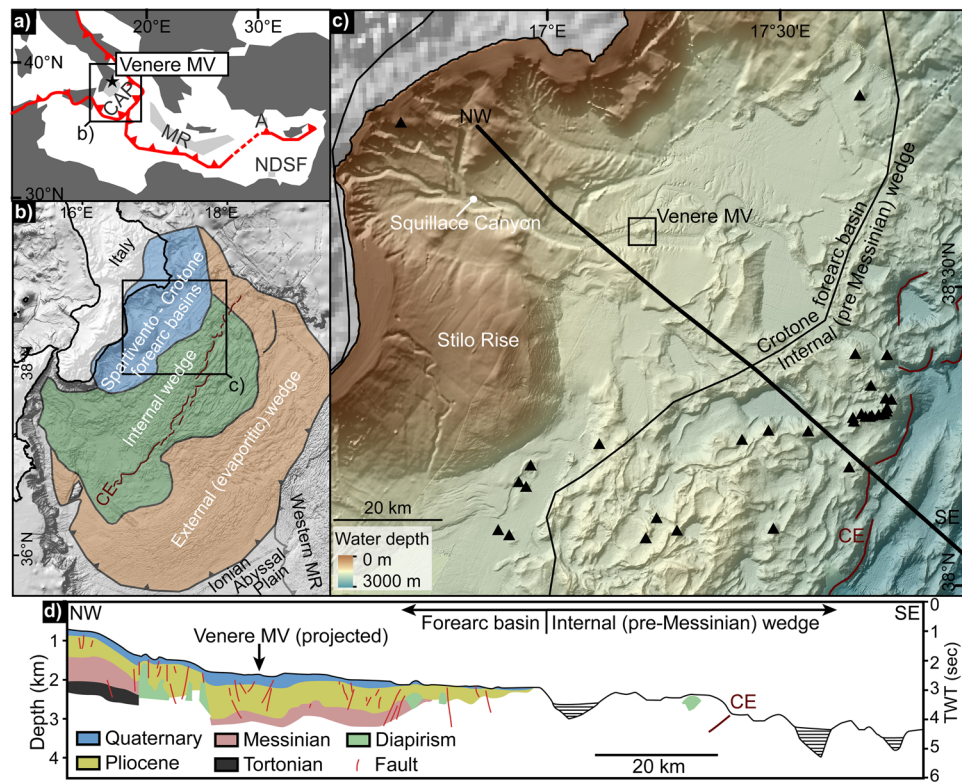 a)
20°E
30°E
40°N
Venere MV
CAP
b)
MR
A
NDSF
30°N
b)
16°E
18°E
Italy
Spartivento - Crotone
forearc basins
Internal wedge
c)
38°N
CE
External (evaporitic) wedge
36°N
Ionian
Abyssal
Plain
Western MR
c)
17°E
17°30'E
NW
Squillace Canyon
Venere MV
Stilo Rise
Crotone forearc basin
Internal (pre Messinian) wedge
38°30'N
20 km
Water depth
0 m
3000 m
CE
SE
38°N
d)
NW
Venere MV (projected)
Forearc basin
Internal (pre-Messinian) wedge
SE
Depth (km)
1
2
3
4
CE
0
1
2
3
4
5
6
TWT (sec)
Quaternary
Messinian
Diapirism
Pliocene
Tortonian
Fault
20 km